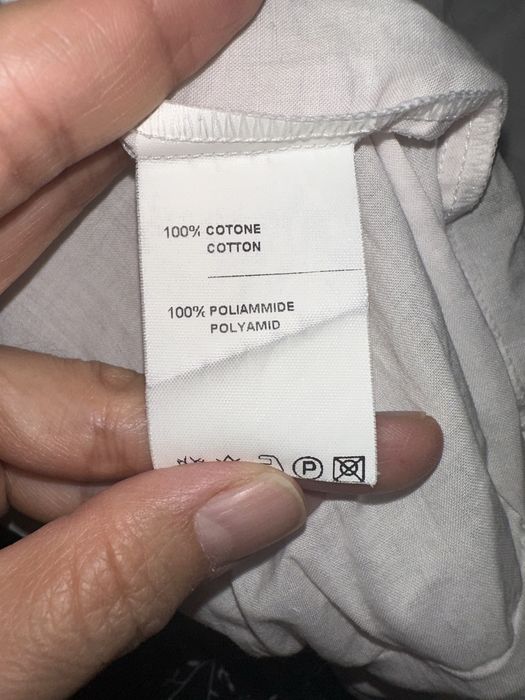 100% COTONE
COTTON
100% POLIAMMIDE
POLYAMID
P